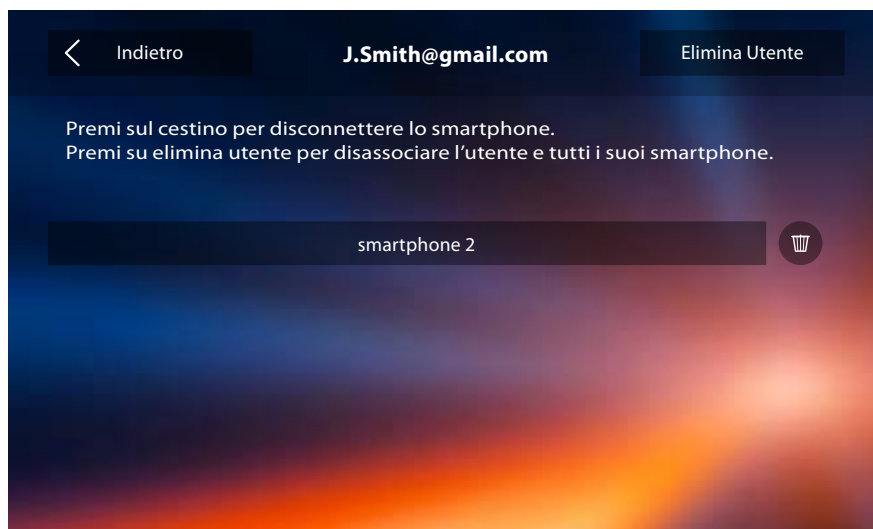 Indietro
J.Smith@gmail.com
Elimina Utente
Premi sul cestino per disconnettere lo smartphone.
Premi su elimina utente per disassociare l’utente e tutti i suoi smartphone.
smartphone 2